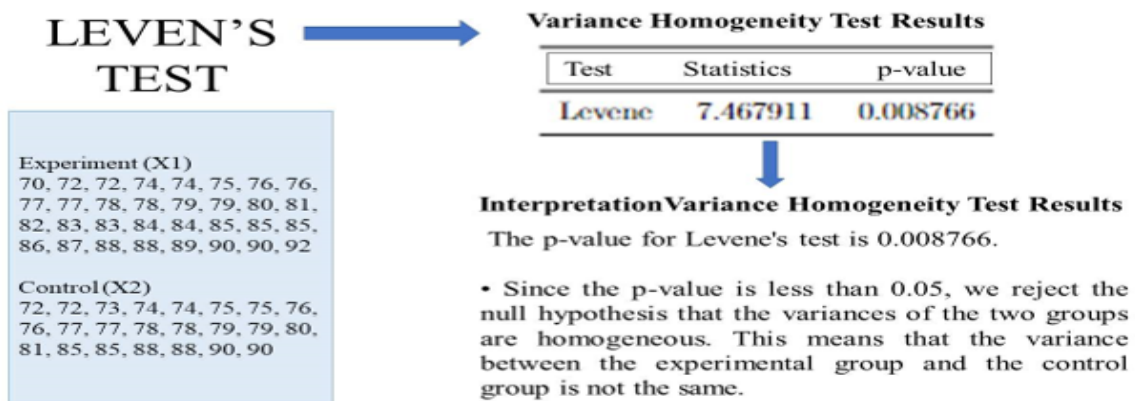 LEVEN'S
TEST
Experiment (X1)
70, 72, 72, 74, 74, 75, 76, 76,
77, 77, 78, 78, 79, 79, 80, 81,
82, 83, 83, 84, 84, 85, 85, 85,
86, 87, 88, 88, 89, 90, 90, 92
Control (X2)
72, 72, 73, 74, 74, 75, 75, 76,
76, 77, 77, 78, 78, 79, 79, 80,
81, 85, 85, 88, 88, 90, 90
Variance Homogeneity Test Results
Test Statistics p-value
Levene 7.467911 0.008766
InterpretationVariance Homogeneity Test Results
The p-value for Levene's test is 0.008766.
• Since the p-value is less than 0.05, we reject the
null hypothesis that the variances of the two groups
are homogeneous. This means that the variance
between the experimental group and the control
group is not the same.